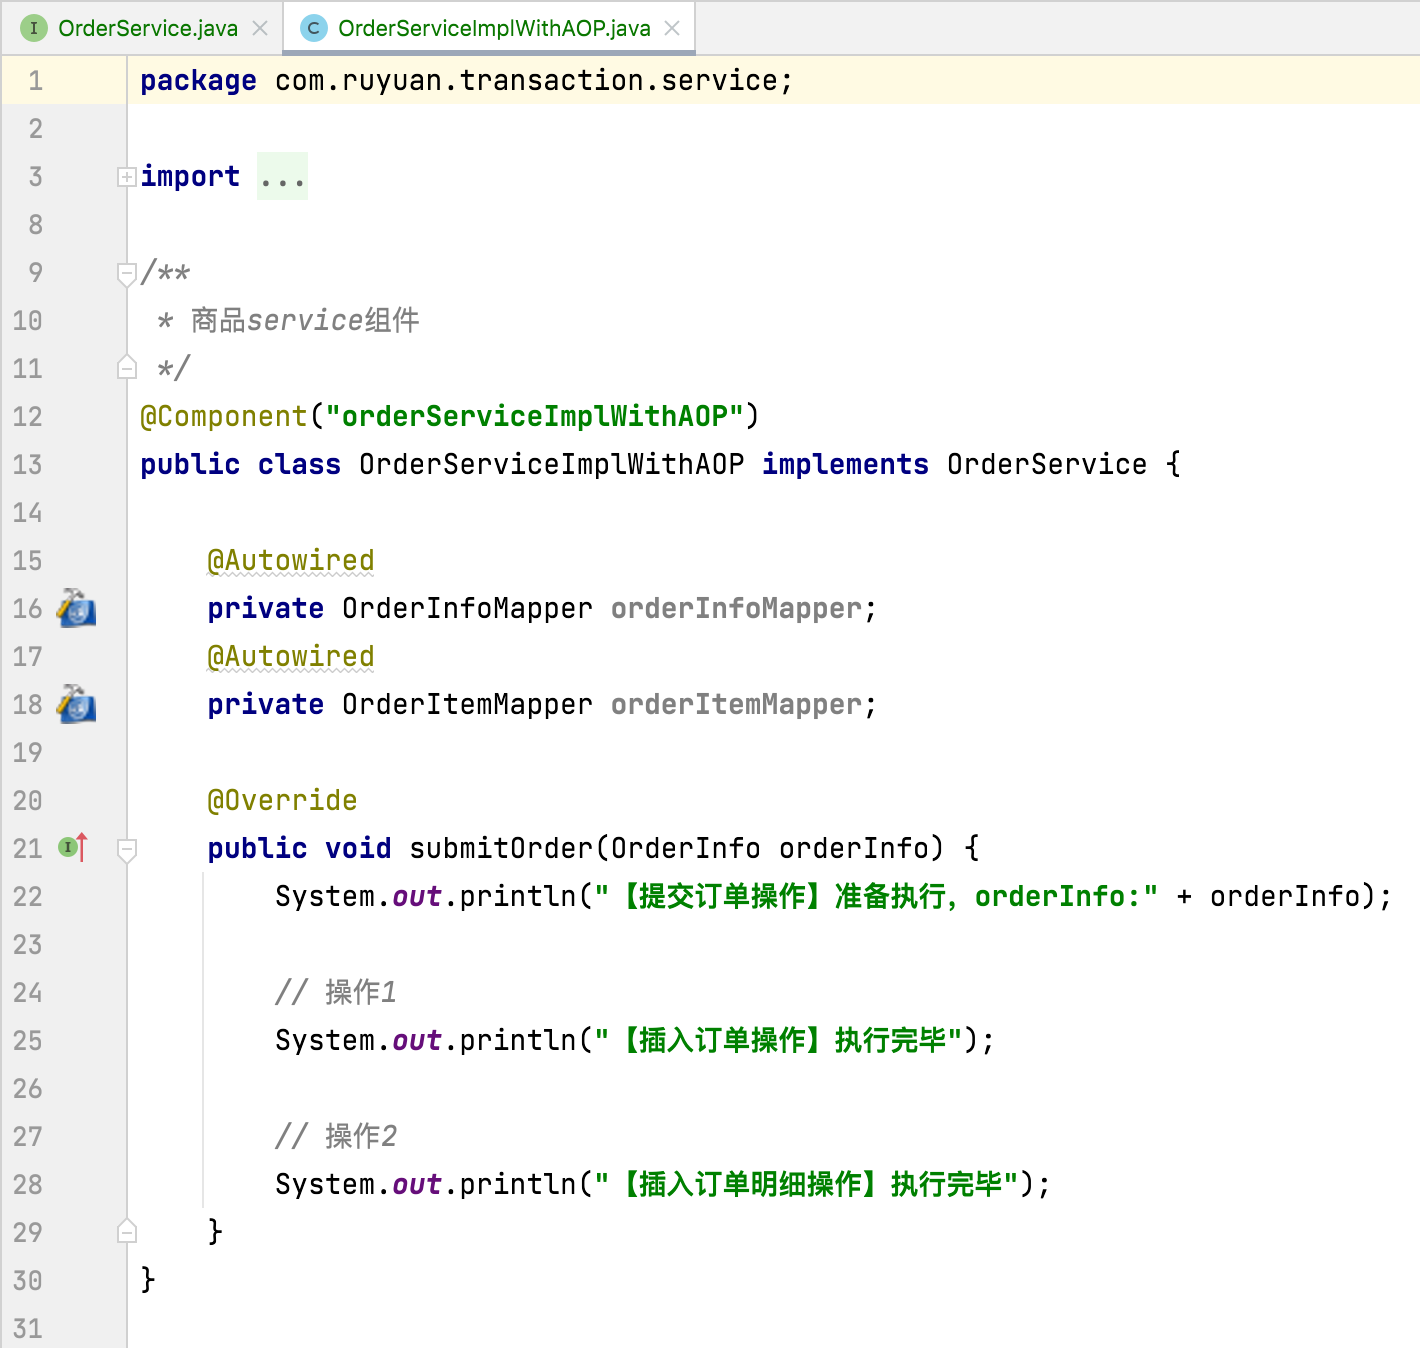 OrderService.java
OrderServiceImplWithAOP.java
1 package com.ruyuan.transaction.service;
2
3 import ...
8
9 /**
10  * 商品service组件
11  */
12 @Component("orderServiceImplWithAOP")
13 public class OrderServiceImplWithAOP implements OrderService {
14
15     @Autowired
16     private OrderInfoMapper orderInfoMapper;
17     @Autowired
18     private OrderItemMapper orderItemMapper;
19
20     @Override
21     public void submitOrder(OrderInfo orderInfo) {
22         System.out.println("【提交订单操作】准备执行，orderInfo:" + orderInfo);
23
24         // 操作1
25         System.out.println("【插入订单操作】执行完毕");
26
27         // 操作2
28         System.out.println("【插入订单明细操作】执行完毕");
29     }
30 }
31